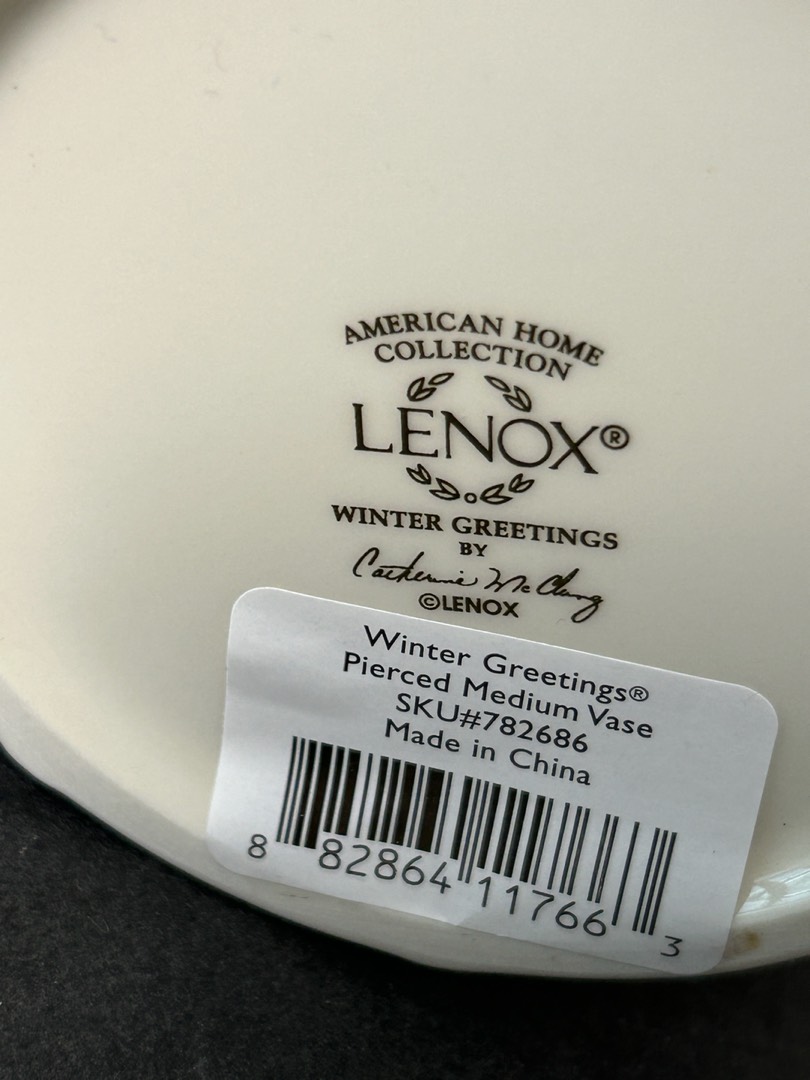 AMERICAN HOME
COLLECTION
LENOX®
WINTER GREETINGS
BY
Catherine McClung
©LENOX
Winter Greetings®
Pierced Medium Vase
SKU#782686
Made in China
8 82864 11766 3